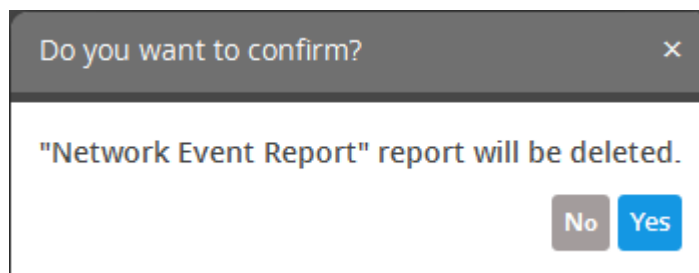 Do you want to confirm? ×
"Network Event Report" report will be deleted.
No Yes